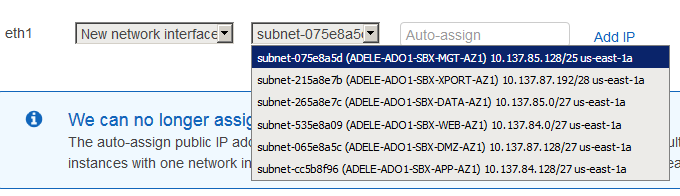 eth1 New network interface subnet-075e8a5d Auto-assign Add IP
subnet-075e8a5d (ADELE-ADO1-SBX-MGT-AZ1) 10.137.85.128/25 us-east-1a
subnet-215a8e7b (ADELE-ADO1-SBX-XPORT-AZ1) 10.137.87.192/28 us-east-1a
subnet-265a8e7c (ADELE-ADO1-SBX-DATA-AZ1) 10.137.85.0/27 us-east-1a
subnet-535e8a09 (ADELE-ADO1-SBX-WEB-AZ1) 10.137.84.0/27 us-east-1a
subnet-065e8a5c (ADELE-ADO1-SBX-DMZ-AZ1) 10.137.87.128/27 us-east-1a
subnet-cc5b8f96 (ADELE-ADO1-SBX-APP-AZ1) 10.137.84.128/27 us-east-1a
We can no longer assig
The auto-assign public IP add
instances with one network in